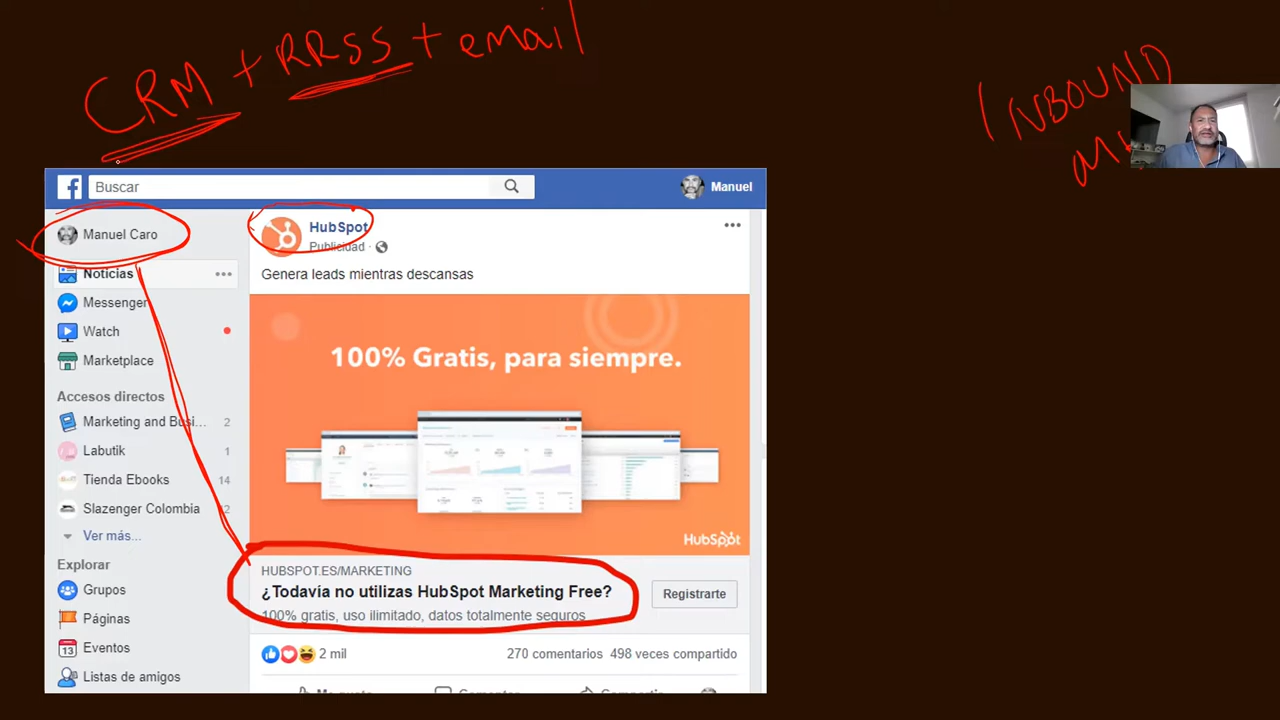 CRM + RRSS + email
INBOUND
Buscar
Manuel
Manuel Caro
Noticias
Messenger
Watch
Marketplace
Accesos directos
Marketing and Busi... 2
Labutik 1
Tienda Ebooks 14
Slazenger Colombia
Ver más...
Explorar
Grupos
Páginas
Eventos
Listas de amigos
HubSpot
Publicidad ·
Genera leads mientras descansas
100% Gratis, para siempre.
HubSpot
HUBSPOT.ES/MARKETING
¿Todavía no utilizas HubSpot Marketing Free?
100% gratis, uso ilimitado, datos totalmente seguros
Registrarte
2 mil
270 comentarios 498 veces compartido